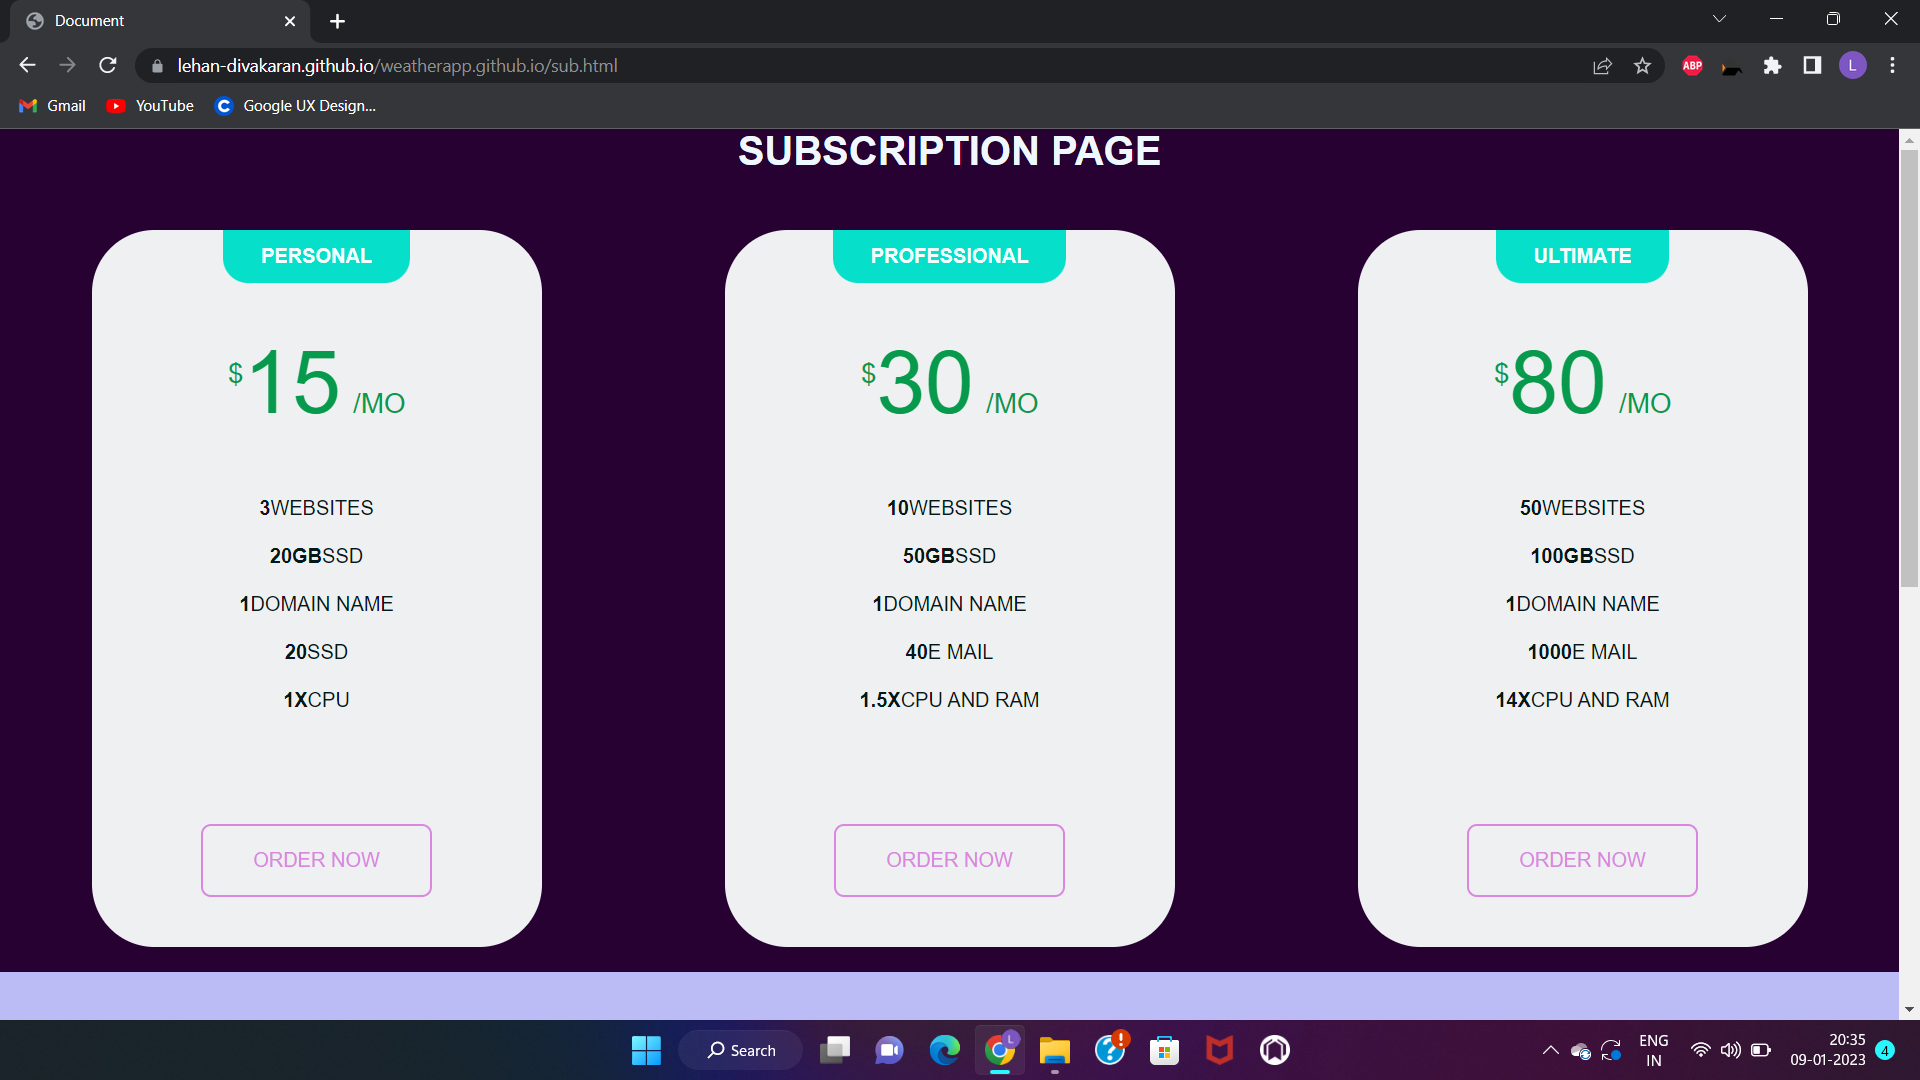 Document
lehan-divakaran.github.io/weatherapp.github.io/sub.html
ABP
L
Gmail YouTube Google UX Design...
SUBSCRIPTION PAGE
PERSONAL
$15 /MO
3WEBSITES
20GBSSD
1DOMAIN NAME
20SSD
1XCPU
ORDER NOW
PROFESSIONAL
$30 /MO
10WEBSITES
50GBSSD
1DOMAIN NAME
40E MAIL
1.5XCPU AND RAM
ORDER NOW
ULTIMATE
$80 /MO
50WEBSITES
100GBSSD
1DOMAIN NAME
1000E MAIL
14XCPU AND RAM
ORDER NOW
Search
L
ENG
IN
20:35
09-01-2023
4